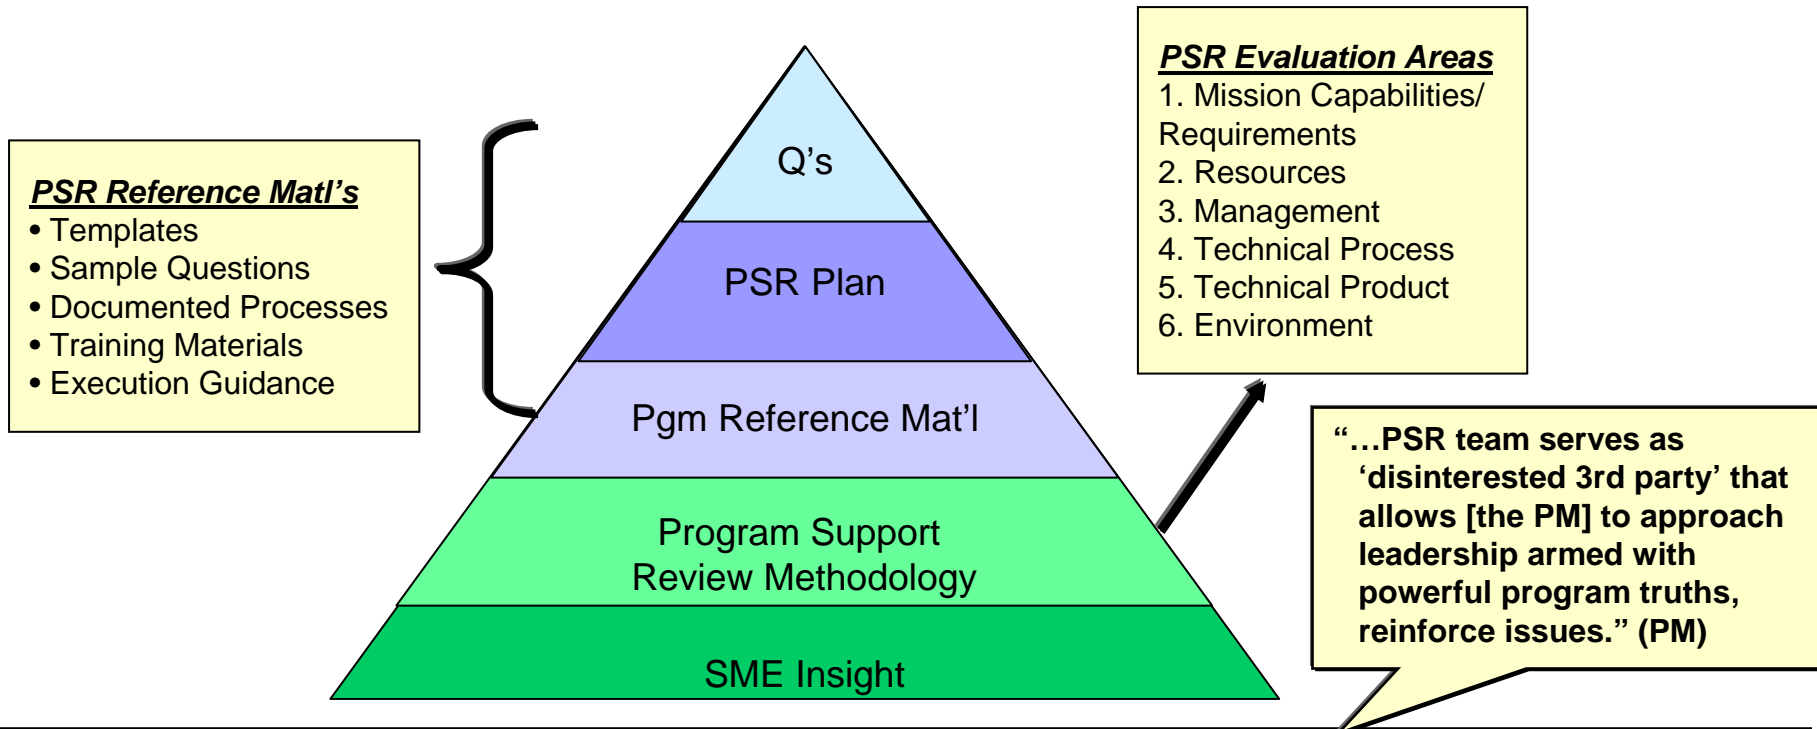 PSR Reference Matl’s
• Templates
• Sample Questions
• Documented Processes
• Training Materials
• Execution Guidance
Q’s
PSR Plan
Pgm Reference Mat’l
Program Support
Review Methodology
SME Insight
PSR Evaluation Areas
1. Mission Capabilities/
Requirements
2. Resources
3. Management
4. Technical Process
5. Technical Product
6. Environment
“…PSR team serves as
‘disinterested 3rd party’ that
allows [the PM] to approach
leadership armed with
powerful program truths,
reinforce issues.” (PM)